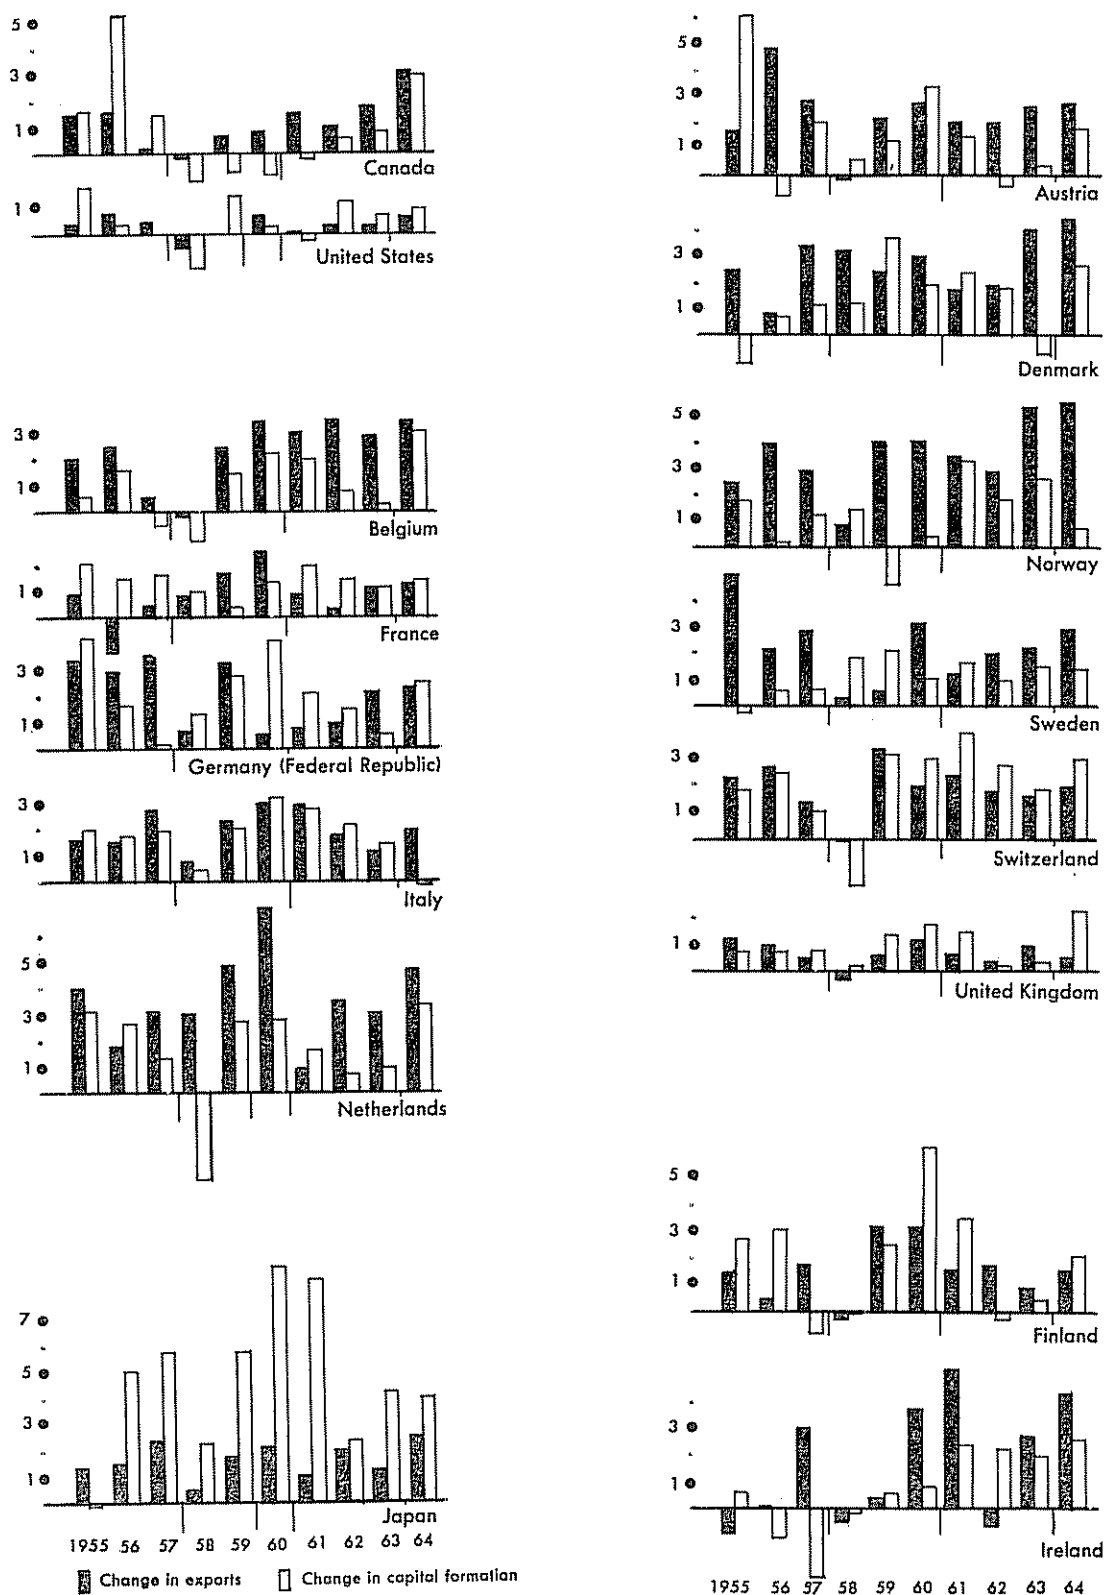 5
3
1
Canada
1
United States
3
1
Belgium
1
France
3
1
Germany (Federal Republic)
3
1
Italy
5
3
1
Netherlands
7
5
3
1
Japan
1955 56 57 58 59 60 61 62 63 64
Change in exports Change in capital formation
5
3
1
Austria
3
1
Denmark
5
3
1
Norway
3
1
Sweden
3
1
Switzerland
1
United Kingdom
5
3
1
Finland
3
1
Ireland
1955 56 57 58 59 60 61 62 63 64